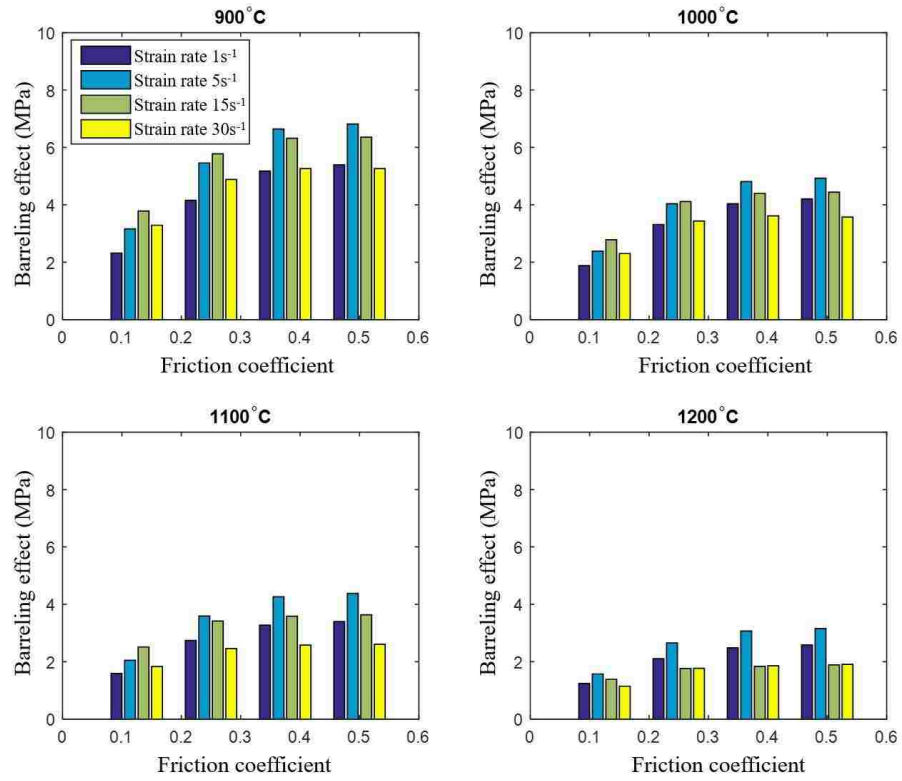 900°C
10
8
6
4
2
0
Barreling effect (MPa)
Strain rate 1s⁻¹
Strain rate 5s⁻¹
Strain rate 15s⁻¹
Strain rate 30s⁻¹
0 0.1 0.2 0.3 0.4 0.5 0.6
Friction coefficient
1000°C
10
8
6
4
2
0
Barreling effect (MPa)
0 0.1 0.2 0.3 0.4 0.5 0.6
Friction coefficient
1100°C
10
8
6
4
2
0
Barreling effect (MPa)
0 0.1 0.2 0.3 0.4 0.5 0.6
Friction coefficient
1200°C
10
8
6
4
2
0
Barreling effect (MPa)
0 0.1 0.2 0.3 0.4 0.5 0.6
Friction coefficient